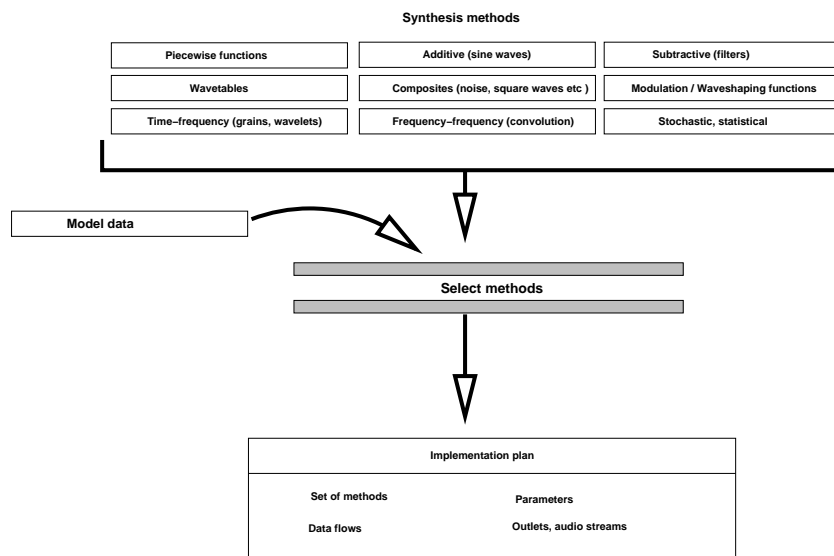 Synthesis methods
Piecewise functions
Additive (sine waves)
Subtractive (filters)
Wavetables
Composites (noise, square waves etc )
Modulation / Waveshaping functions
Time−frequency (grains, wavelets)
Frequency−frequency (convolution)
Stochastic, statistical
Model data
Select methods
Implementation plan
Set of methods
Parameters
Data flows
Outlets, audio streams